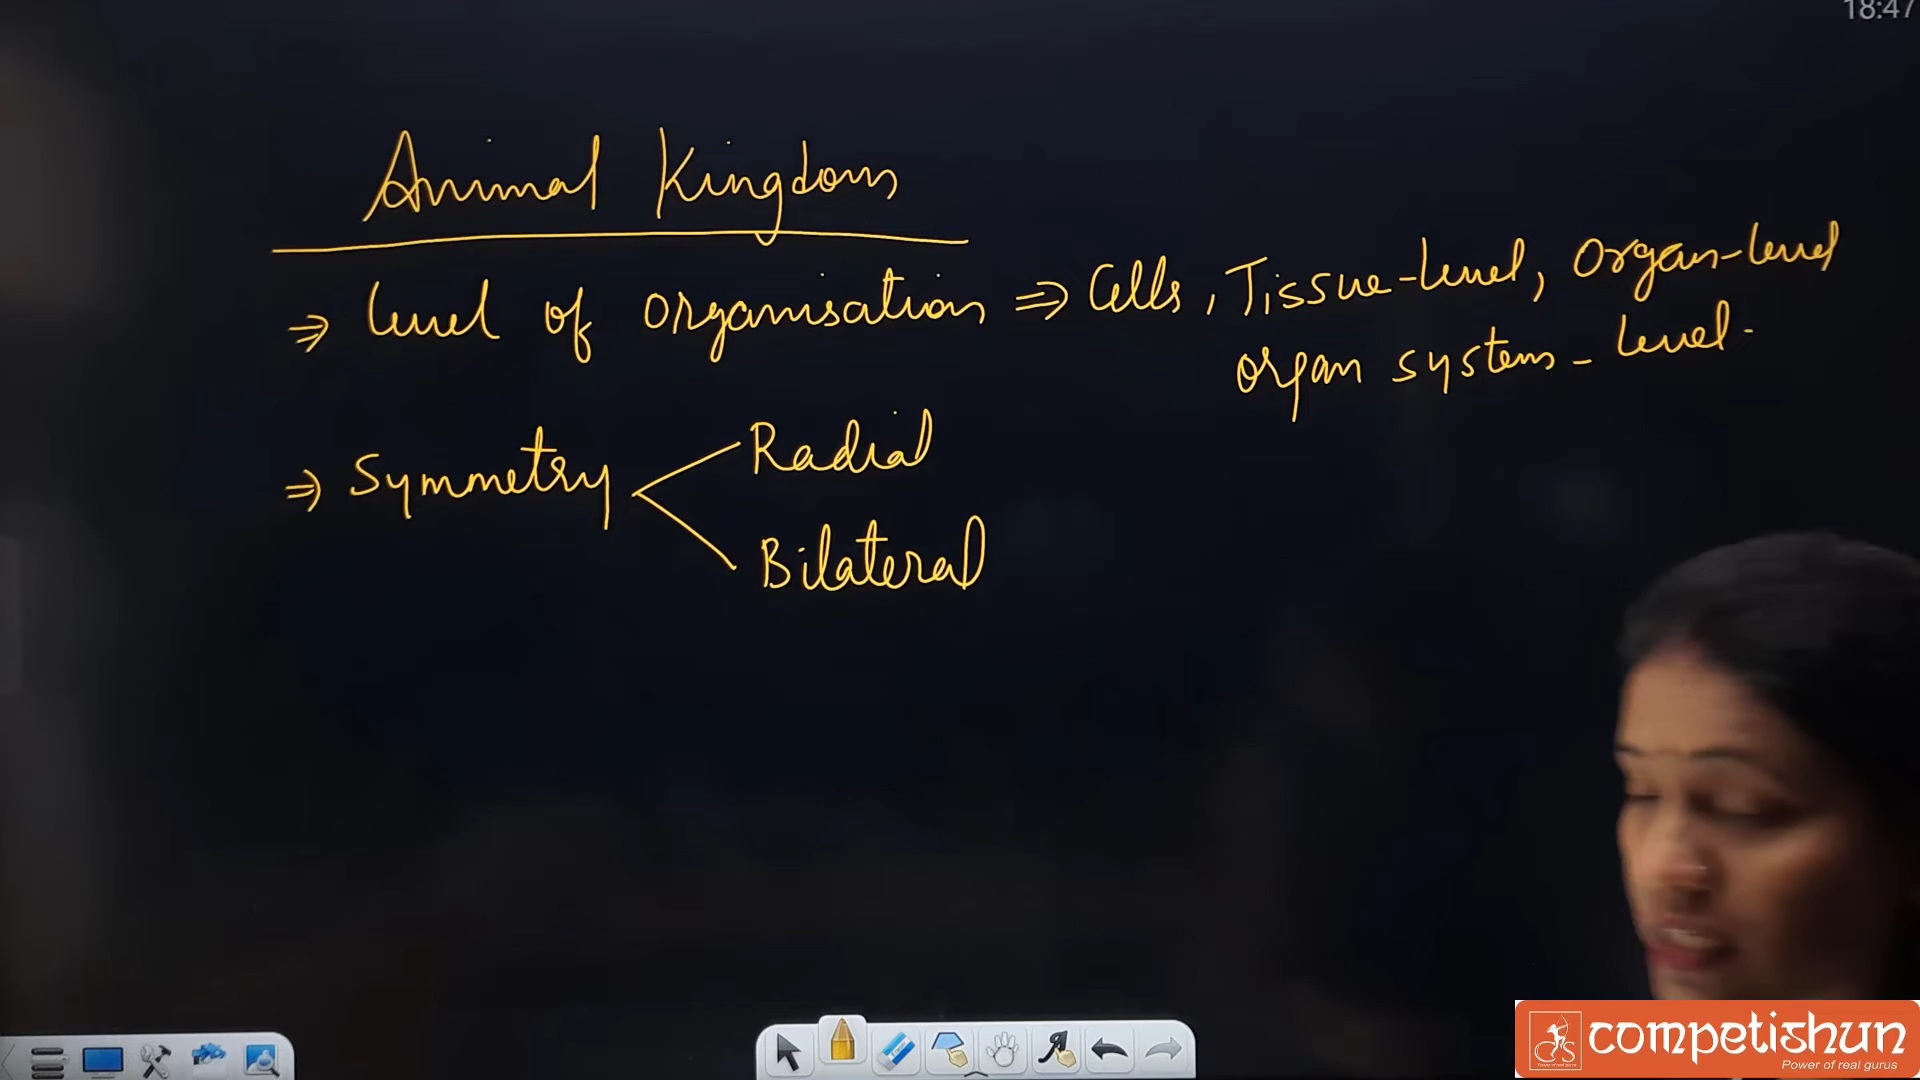 18:47
Animal Kingdom
⇒ level of organisation ⇒ Cells, Tissue-level, Organ-level
organ system - level.
⇒ Symmetry
Radial
Bilateral
competishun
Power of real gurus